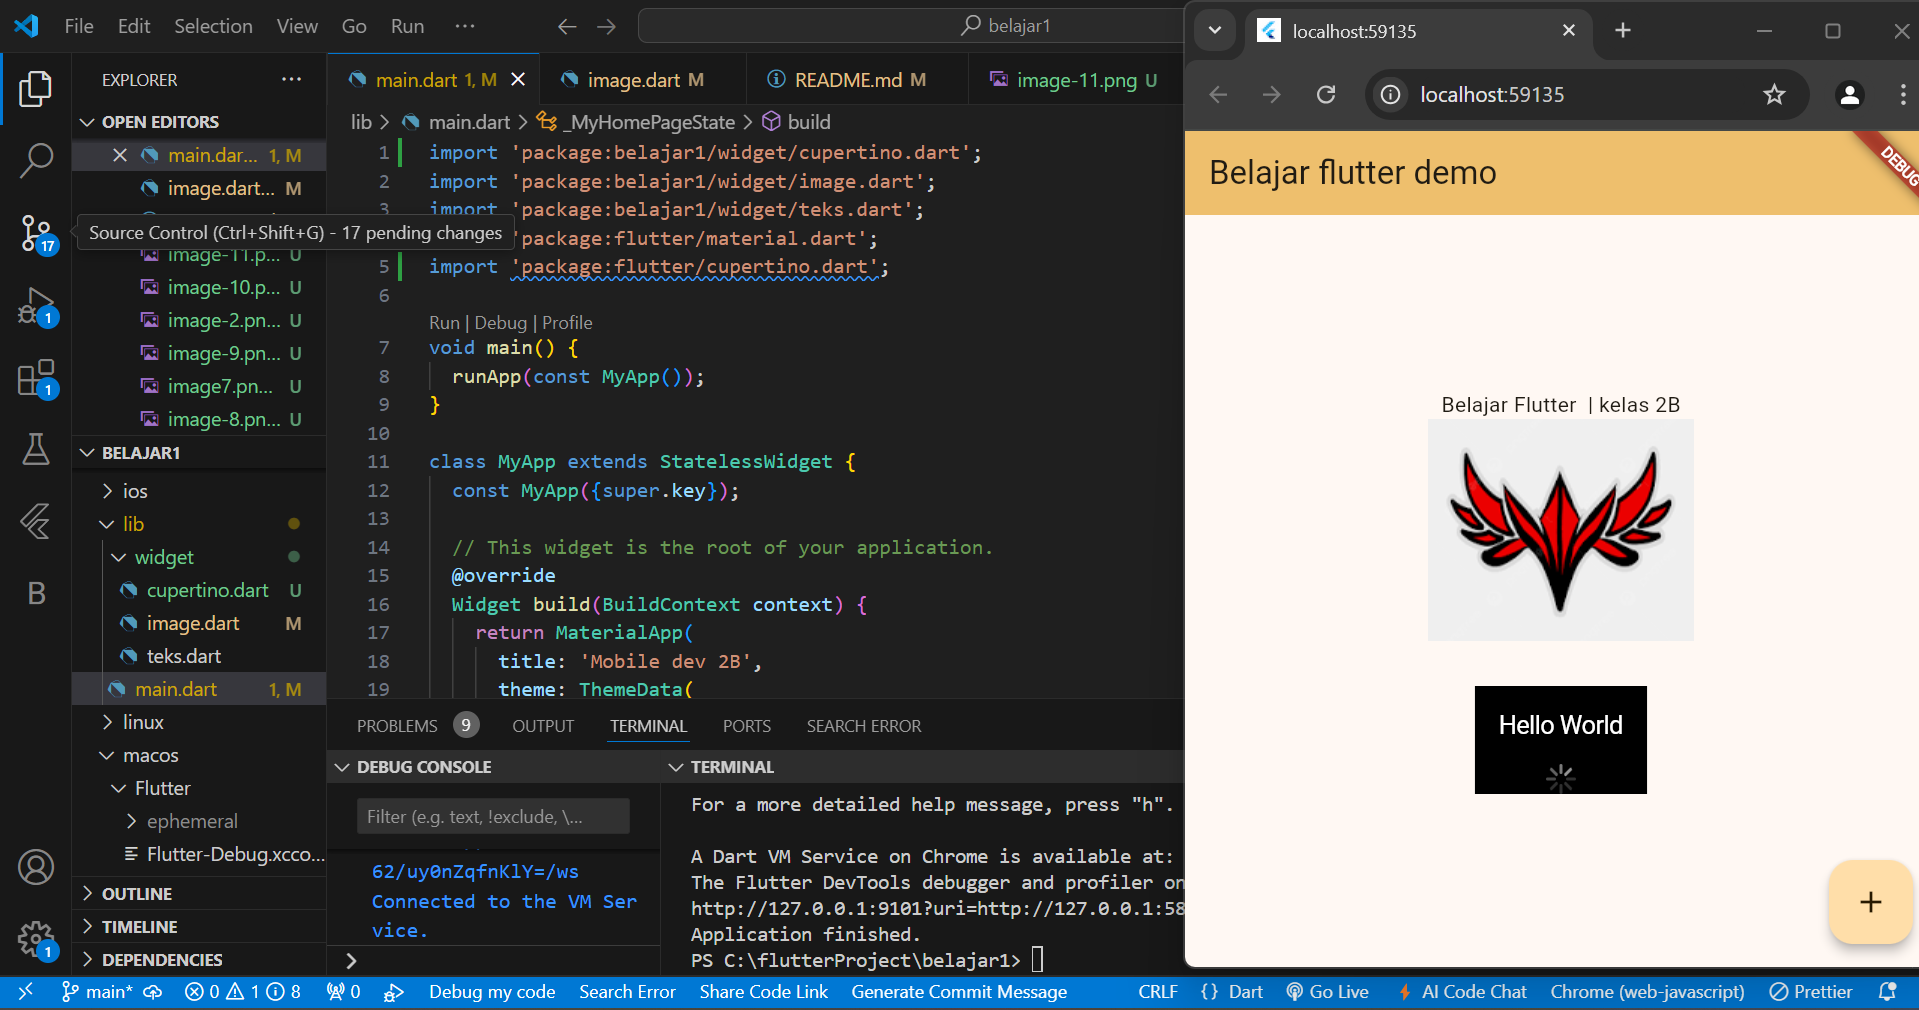 File Edit Selection View Go Run ··· belajar1
EXPLORER ···
OPEN EDITORS
main.dar... 1, M
image.dart... M
Source Control (Ctrl+Shift+G) - 17 pending changes
image-11.p... U
image-10.p... U
image-2.pn... U
image-9.pn... U
image7.pn... U
image-8.pn... U
BELAJAR1
ios
lib
widget
cupertino.dart U
image.dart M
teks.dart
main.dart 1, M
linux
macos
Flutter
ephemeral
Flutter-Debug.xcco...
OUTLINE
TIMELINE
DEPENDENCIES
17
1
1
B
1
main.dart 1, M image.dart M README.md M image-11.png U
lib > main.dart > _MyHomePageState > build
1 import 'package:belajar1/widget/cupertino.dart';
2 import 'package:belajar1/widget/image.dart';
3 import 'package:belajar1/widget/teks.dart';
'package:flutter/material.dart';
5 import 'package:flutter/cupertino.dart';
6
Run | Debug | Profile
7 void main() {
8 runApp(const MyApp());
9 }
10
11 class MyApp extends StatelessWidget {
12 const MyApp({super.key});
13
14 // This widget is the root of your application.
15 @override
16 Widget build(BuildContext context) {
17 return MaterialApp(
18 title: 'Mobile dev 2B',
19 theme: ThemeData(
PROBLEMS 9 OUTPUT TERMINAL PORTS SEARCH ERROR
DEBUG CONSOLE
Filter (e.g. text, !exclude, \...
62/uy0nZqfnKlY=/ws
Connected to the VM Ser
vice.
>
TERMINAL
For a more detailed help message, press "h".
A Dart VM Service on Chrome is available at:
The Flutter DevTools debugger and profiler on
http://127.0.0.1:9101?uri=http://127.0.0.1:58
Application finished.
PS C:\flutterProject\belajar1>
main* 0 1 8 0 Debug my code Search Error Share Code Link Generate Commit Message CRLF {} Dart Go Live AI Code Chat Chrome (web-javascript) Prettier
localhost:59135
localhost:59135
Belajar flutter demo
DEBUG
Belajar Flutter | kelas 2B
Hello World
+